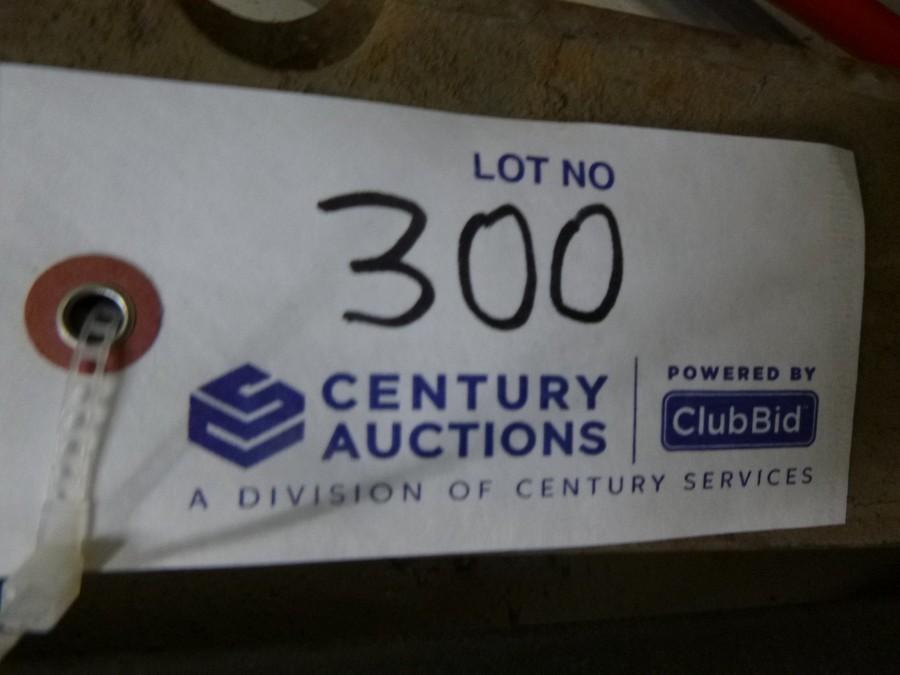 LOT NO
300
CENTURY
AUCTIONS
POWERED BY
ClubBid
A DIVISION OF CENTURY SERVICES